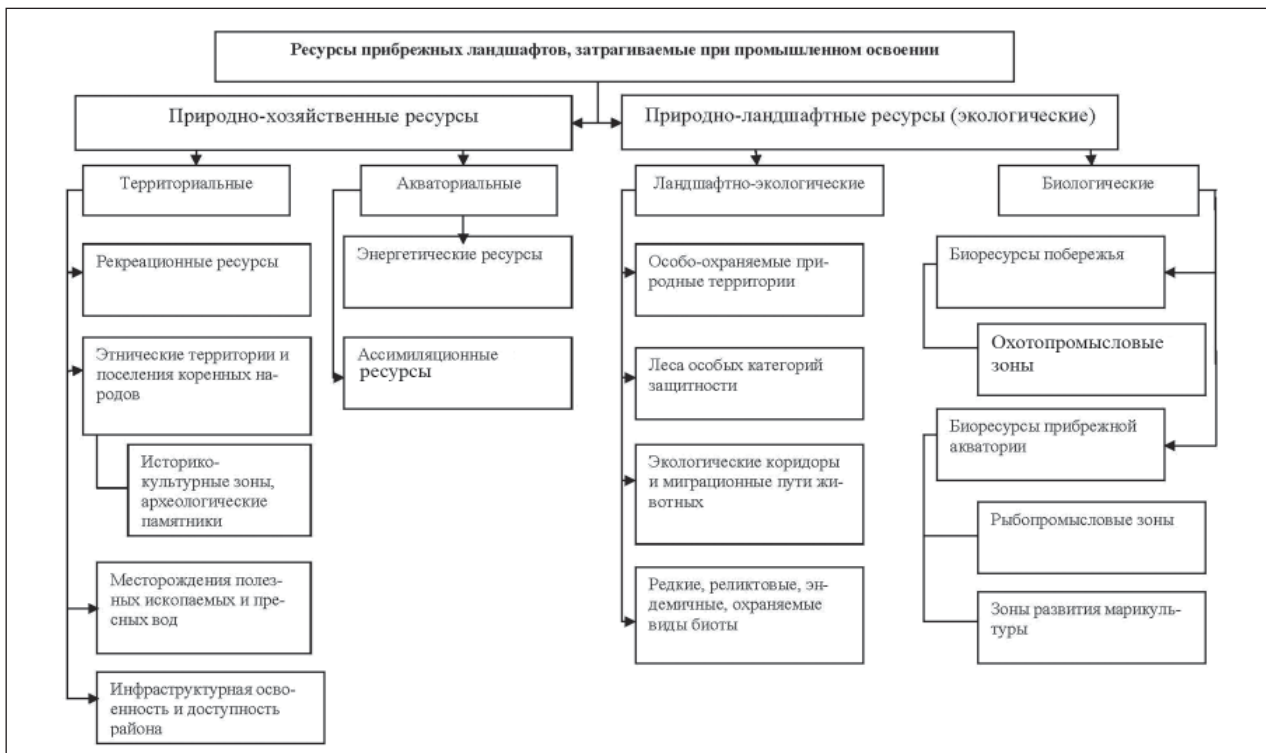 Ресурсы прибрежных ландшафтов, затрагиваемые при промышленном освоении
Природно-хозяйственные ресурсы
Природно-ландшафтные ресурсы (экологические)
Территориальные
Акваториальные
Ландшафтно-экологические
Биологические
Рекреационные ресурсы
Этнические территории и
поселения коренных на-
родов
Историко-
культурные зоны,
археологические
памятники
Месторождения полез-
ных ископаемых и пре-
сных вод
Инфраструктурная осво-
енность и доступность
района
Энергетические ресурсы
Ассимиляционные
ресурсы
Особо-охраняемые при-
родные территории
Леса особых категорий
защитности
Экологические коридоры
и миграционные пути жи-
вотных
Редкие, реликтовые, эн-
демичные, охраняемые
виды биоты
Биоресурсы побережья
Охотопромысловые
зоны
Биоресурсы прибрежной
акватории
Рыбопромысловые зоны
Зоны развития марикуль-
туры